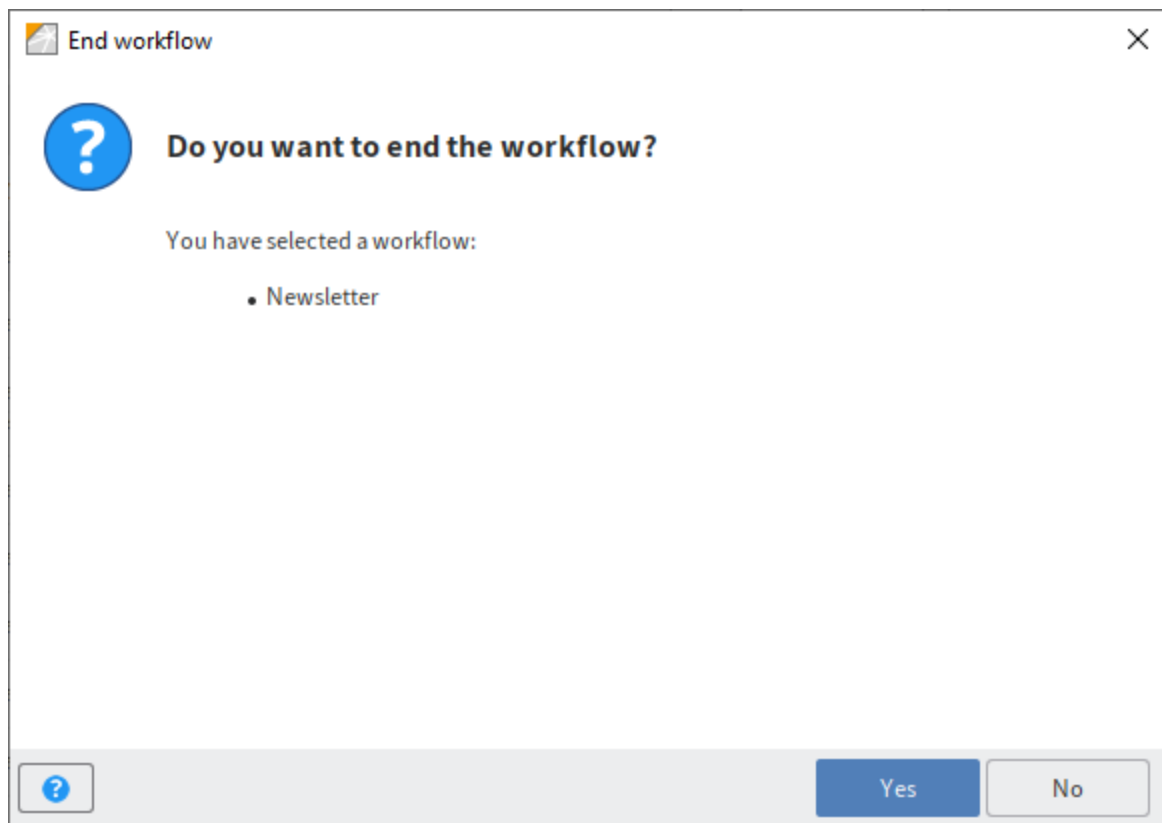 End workflow
Do you want to end the workflow?
You have selected a workflow:
• Newsletter
Yes
No